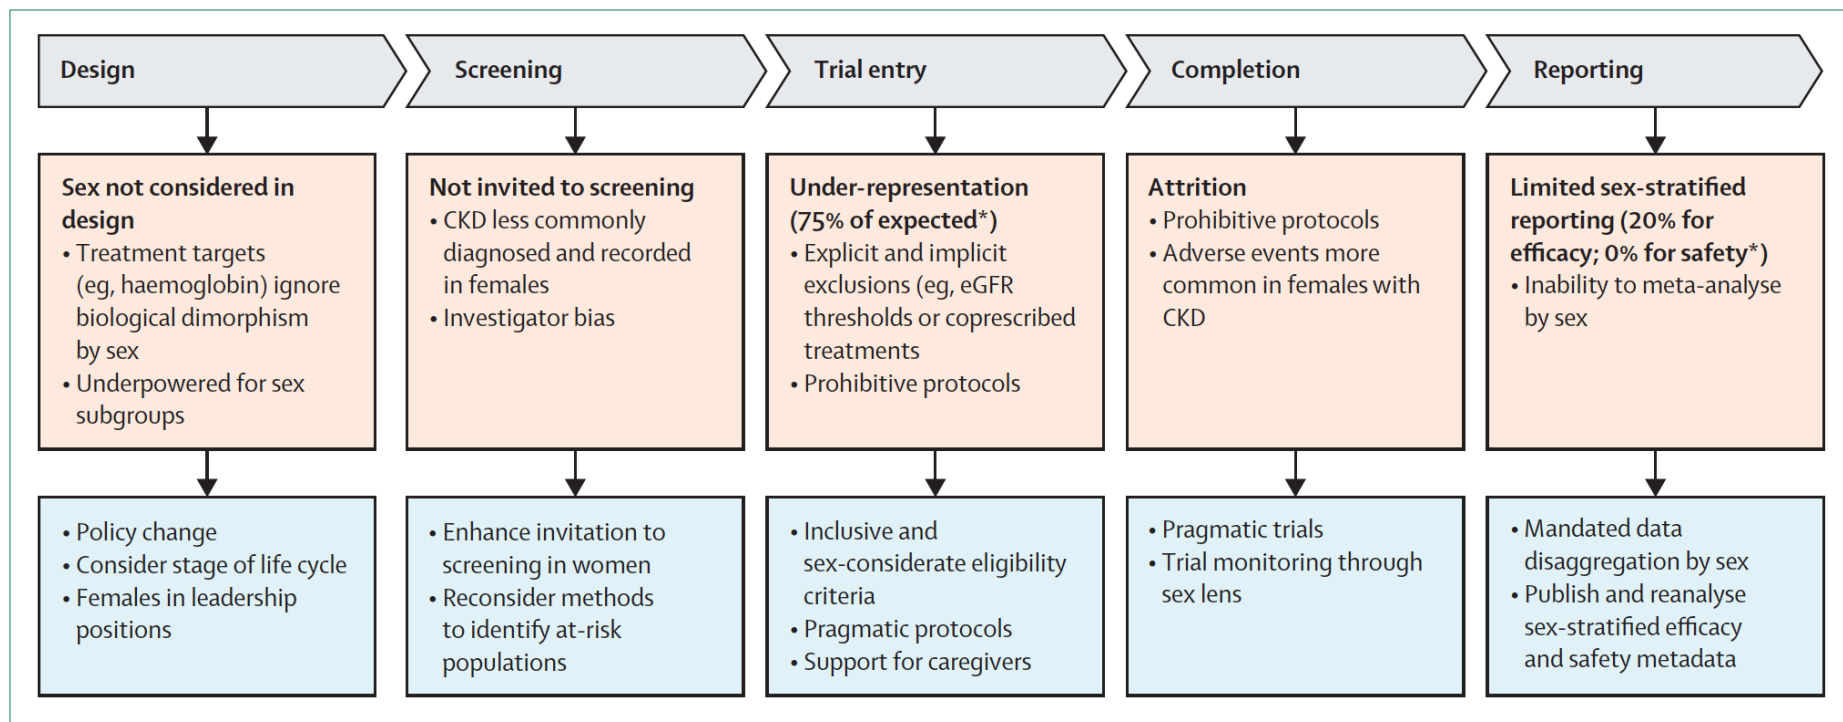 Design
Screening
Trial entry
Completion
Reporting
Sex not considered in
design
• Treatment targets
(eg, haemoglobin) ignore
biological dimorphism
by sex
• Underpowered for sex
subgroups
Not invited to screening
• CKD less commonly
diagnosed and recorded
in females
• Investigator bias
Under-representation
(75% of expected*)
• Explicit and implicit
exclusions (eg, eGFR
thresholds or coprescribed
treatments
• Prohibitive protocols
Attrition
• Prohibitive protocols
• Adverse events more
common in females with
CKD
Limited sex-stratified
reporting (20% for
efficacy; 0% for safety*)
• Inability to meta-analyse
by sex
• Policy change
• Consider stage of life cycle
• Females in leadership
positions
• Enhance invitation to
screening in women
• Reconsider methods
to identify at-risk
populations
• Inclusive and
sex-considerate eligibility
criteria
• Pragmatic protocols
• Support for caregivers
• Pragmatic trials
• Trial monitoring through
sex lens
• Mandated data
disaggregation by sex
• Publish and reanalyse
sex-stratified efficacy
and safety metadata